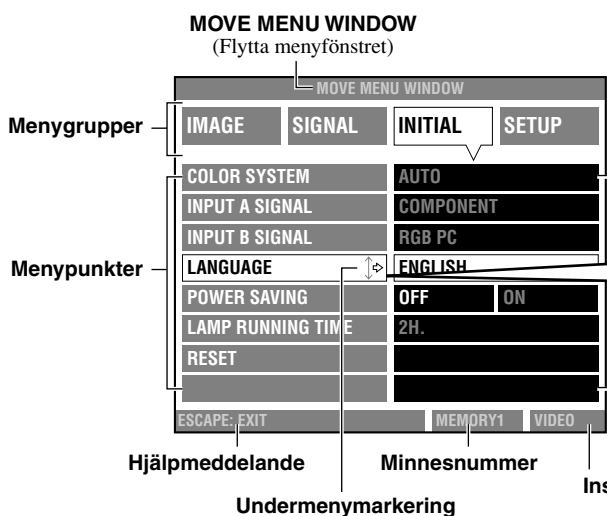 MOVE MENU WINDOW
(Flytta menyfönstret)
MOVE MENU WINDOW
Menygrupper
IMAGE SIGNAL INITIAL SETUP
COLOR SYSTEM AUTO
INPUT A SIGNAL COMPONENT
INPUT B SIGNAL RGB PC
Menypunkter
LANGUAGE ENGLISH
POWER SAVING OFF ON
LAMP RUNNING TIME 2H.
RESET
ESCAPE: EXIT MEMORY1 VIDEO
Hjälpmeddelande Minnesnummer
Ins
Undermenymarkering